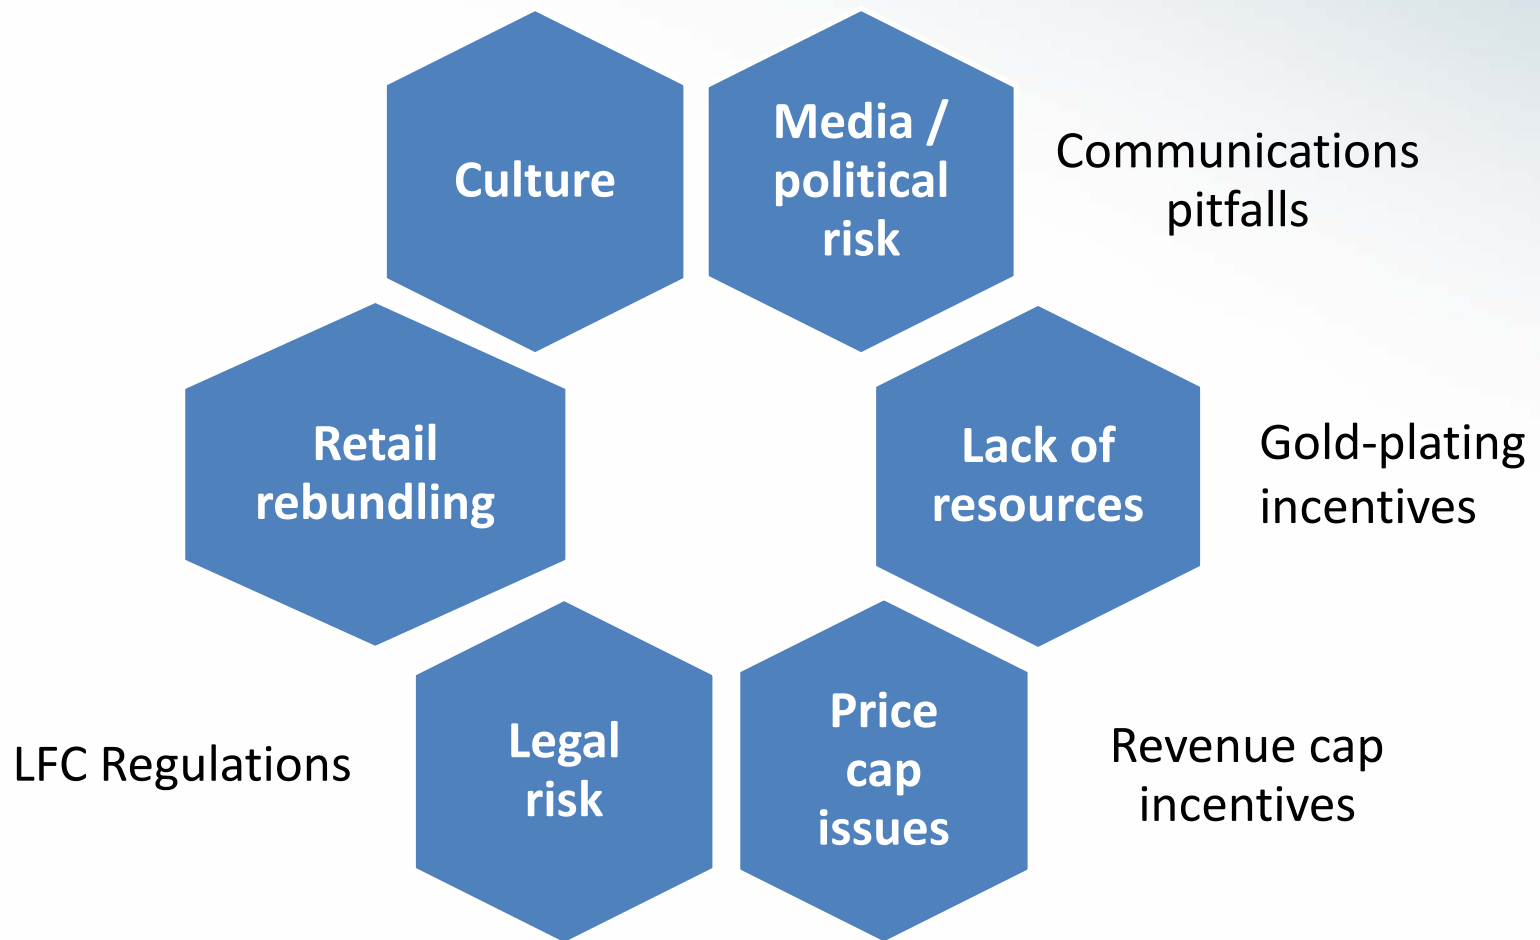 Culture
Media /
political
risk
Communications
pitfalls
Retail
rebundling
Lack of
resources
Gold-plating
incentives
LFC Regulations
Legal
risk
Price
cap
issues
Revenue cap
incentives